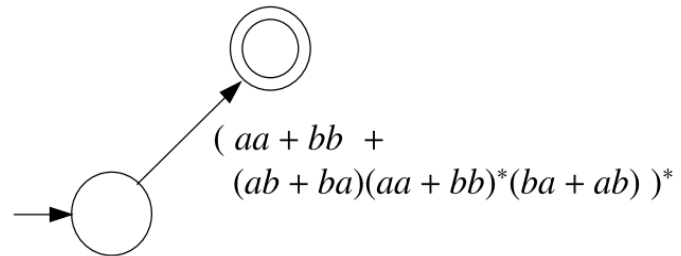 ( aa + bb +
(ab + ba)(aa + bb)*(ba + ab) )*